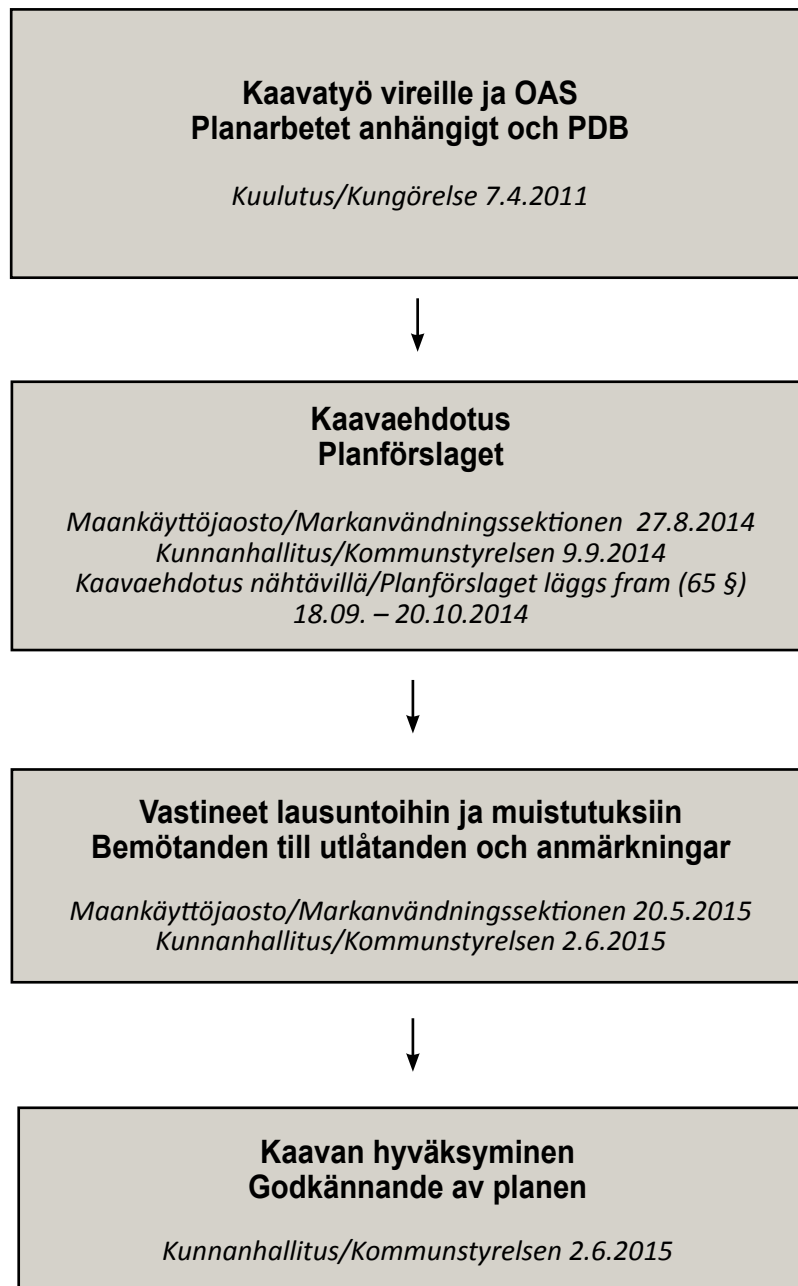 Kaavatyö vireille ja OAS
Planarbetet anhängigt och PDB
Kuulutus/Kungörelse 7.4.2011
Kaavaehdotus
Planförslaget
Maankäyttöjaosto/Markanvändningssektionen 27.8.2014
Kunnanhallitus/Kommunstyrelsen 9.9.2014
Kaavaehdotus nähtävillä/Planförslaget läggs fram (65 §)
18.09. – 20.10.2014
Vastineet lausuntoihin ja muistutuksiin
Bemötanden till utlåtanden och anmärkningar
Maankäyttöjaosto/Markanvändningssektionen 20.5.2015
Kunnanhallitus/Kommunstyrelsen 2.6.2015
Kaavan hyväksyminen
Godkännande av planen
Kunnanhallitus/Kommunstyrelsen 2.6.2015